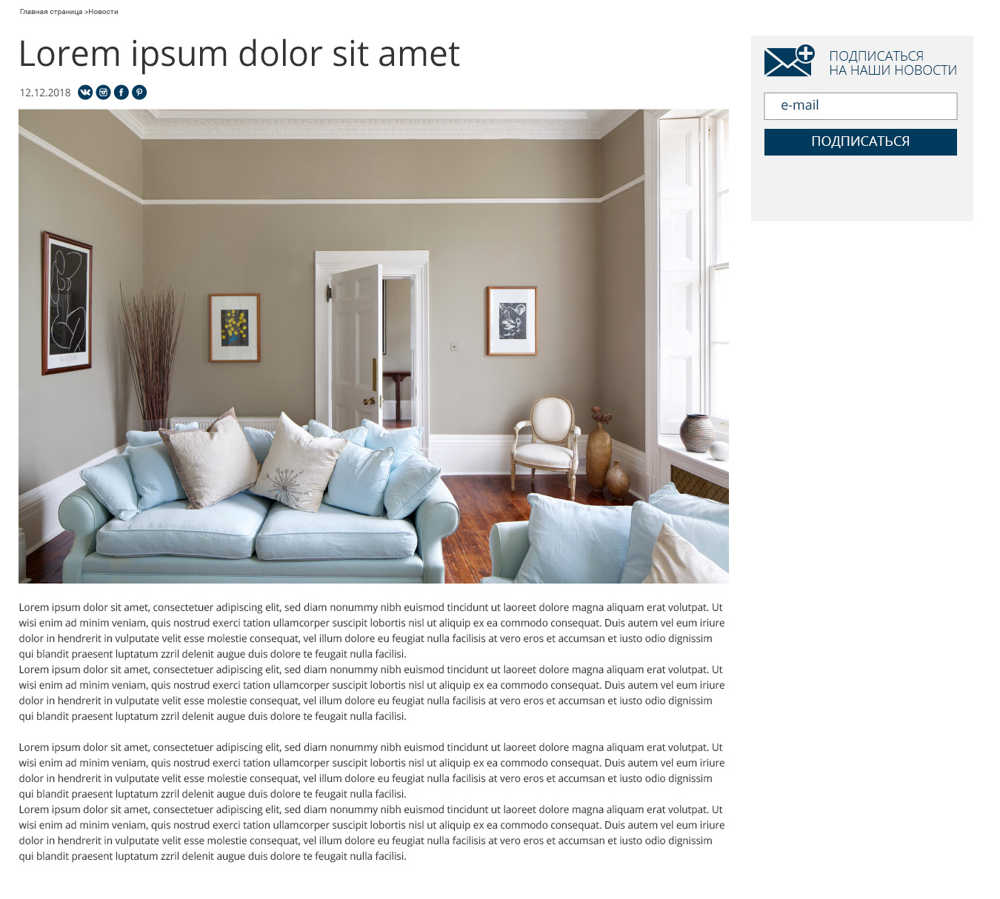 Главная страница >Новости
Lorem ipsum dolor sit amet
12.12.2018
ПОДПИСАТЬСЯ
НА НАШИ НОВОСТИ
e-mail
ПОДПИСАТЬСЯ
MATISSE
Lorem ipsum dolor sit amet, consectetuer adipiscing elit, sed diam nonummy nibh euismod tincidunt ut laoreet dolore magna aliquam erat volutpat. Ut
wisi enim ad minim veniam, quis nostrud exerci tation ullamcorper suscipit lobortis nisl ut aliquip ex ea commodo consequat. Duis autem vel eum iriure
dolor in hendrerit in vulputate velit esse molestie consequat, vel illum dolore eu feugiat nulla facilisis at vero eros et accumsan et iusto odio dignissim
qui blandit praesent luptatum zzril delenit augue duis dolore te feugait nulla facilisi.
Lorem ipsum dolor sit amet, consectetuer adipiscing elit, sed diam nonummy nibh euismod tincidunt ut laoreet dolore magna aliquam erat volutpat. Ut
wisi enim ad minim veniam, quis nostrud exerci tation ullamcorper suscipit lobortis nisl ut aliquip ex ea commodo consequat. Duis autem vel eum iriure
dolor in hendrerit in vulputate velit esse molestie consequat, vel illum dolore eu feugiat nulla facilisis at vero eros et accumsan et iusto odio dignissim
qui blandit praesent luptatum zzril delenit augue duis dolore te feugait nulla facilisi.
Lorem ipsum dolor sit amet, consectetuer adipiscing elit, sed diam nonummy nibh euismod tincidunt ut laoreet dolore magna aliquam erat volutpat. Ut
wisi enim ad minim veniam, quis nostrud exerci tation ullamcorper suscipit lobortis nisl ut aliquip ex ea commodo consequat. Duis autem vel eum iriure
dolor in hendrerit in vulputate velit esse molestie consequat, vel illum dolore eu feugiat nulla facilisis at vero eros et accumsan et iusto odio dignissim
qui blandit praesent luptatum zzril delenit augue duis dolore te feugait nulla facilisi.
Lorem ipsum dolor sit amet, consectetuer adipiscing elit, sed diam nonummy nibh euismod tincidunt ut laoreet dolore magna aliquam erat volutpat. Ut
wisi enim ad minim veniam, quis nostrud exerci tation ullamcorper suscipit lobortis nisl ut aliquip ex ea commodo consequat. Duis autem vel eum iriure
dolor in hendrerit in vulputate velit esse molestie consequat, vel illum dolore eu feugiat nulla facilisis at vero eros et accumsan et iusto odio dignissim
qui blandit praesent luptatum zzril delenit augue duis dolore te feugait nulla facilisi.